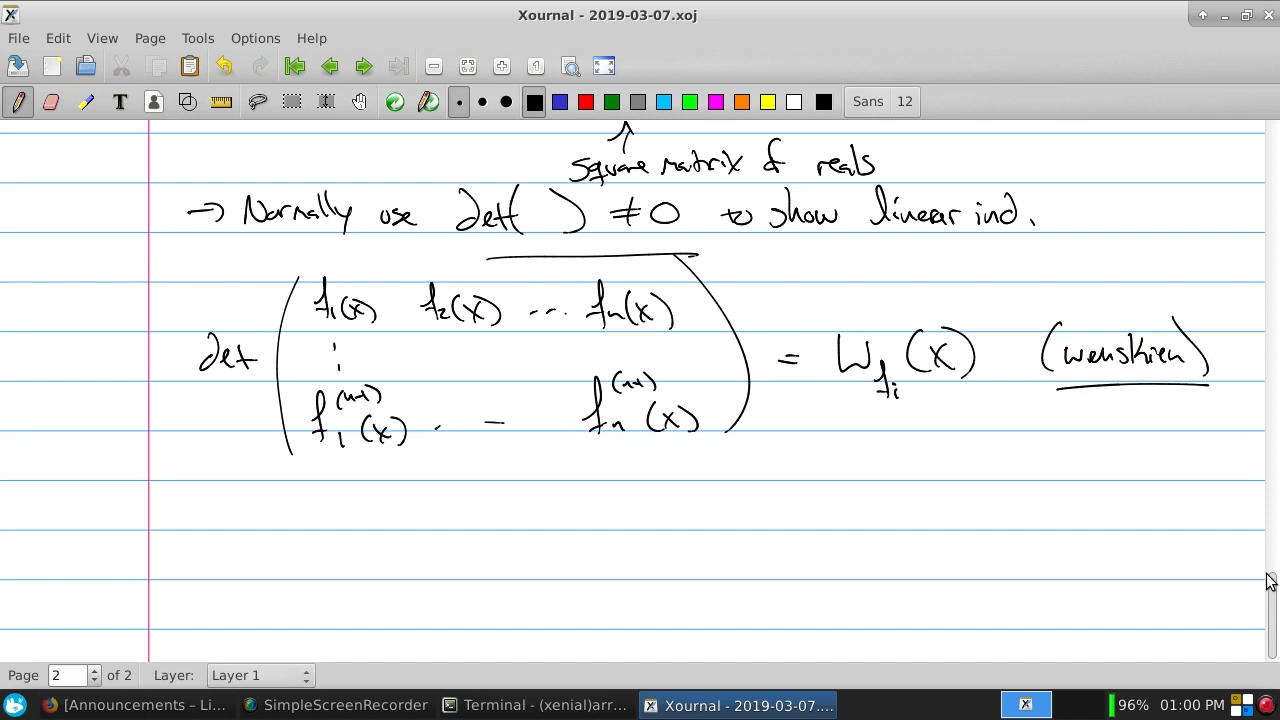 Xournal - 2019-03-07.xoj
File Edit View Page Tools Options Help
Sans 12
square matrix of reals
→ Normally use det( ) ≠ 0 to show linear ind.
f₁(x) f₂(x) ... fₙ(x)
det ( ⋮ ) = W_fᵢ (x) (wronskien)
f₁⁽ⁿ⁻¹⁾(x) . - fₙ⁽ⁿ⁻¹⁾(x)
Page 2 of 2 Layer: Layer 1
[Announcements – Li... SimpleScreenRecorder Terminal - (xenial)arr... Xournal - 2019-03-07.... 96% 01:00 PM